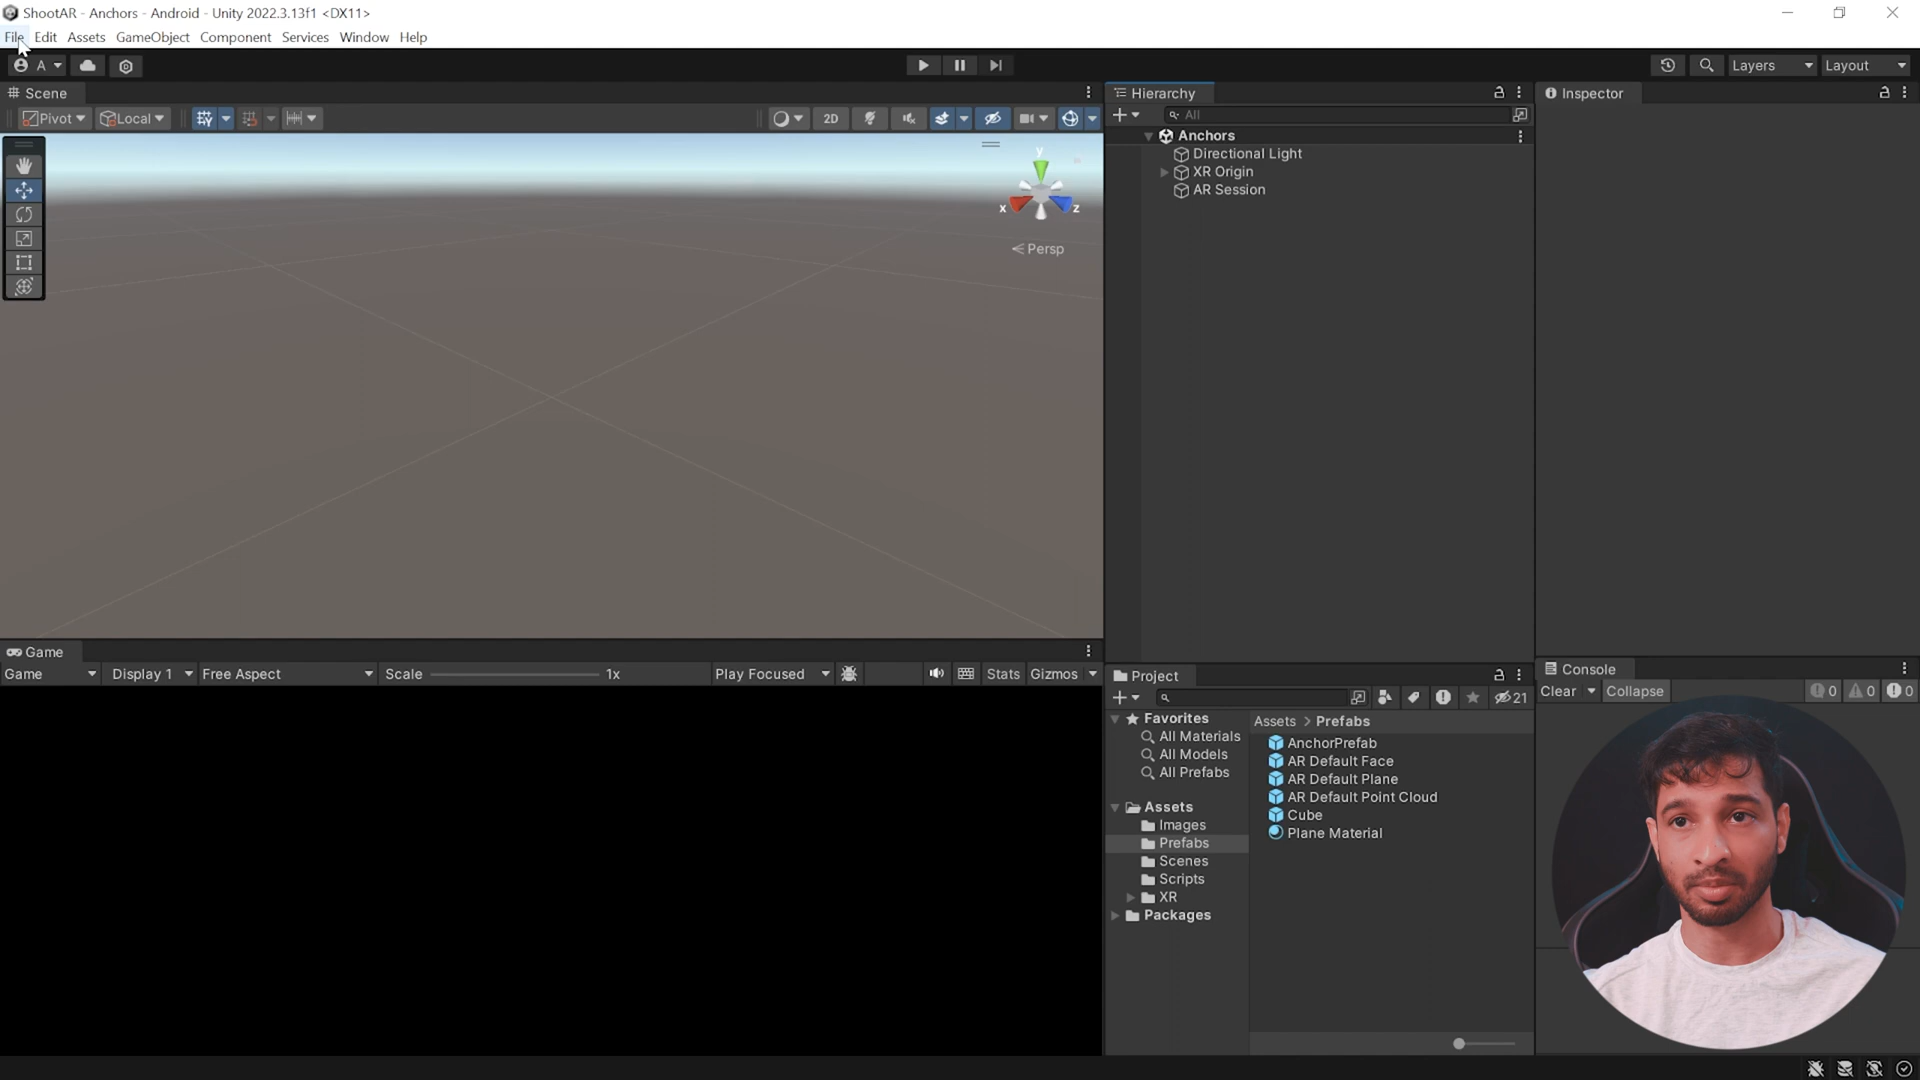 ShootAR - Anchors - Android - Unity 2022.3.13f1 <DX11>
File Edit Assets GameObject Component Services Window Help
A Layers Layout
Scene
Pivot Local 2D
y
x z
Persp
Hierarchy
All
Anchors
Directional Light
XR Origin
AR Session
Inspector
Game
Game Display 1 Free Aspect Scale 1x Play Focused Stats Gizmos
Project
21
Favorites
All Materials
All Models
All Prefabs
Assets
Images
Prefabs
Scenes
Scripts
XR
Packages
Assets > Prefabs
AnchorPrefab
AR Default Face
AR Default Plane
AR Default Point Cloud
Cube
Plane Material
Console
Clear Collapse 0 0 0